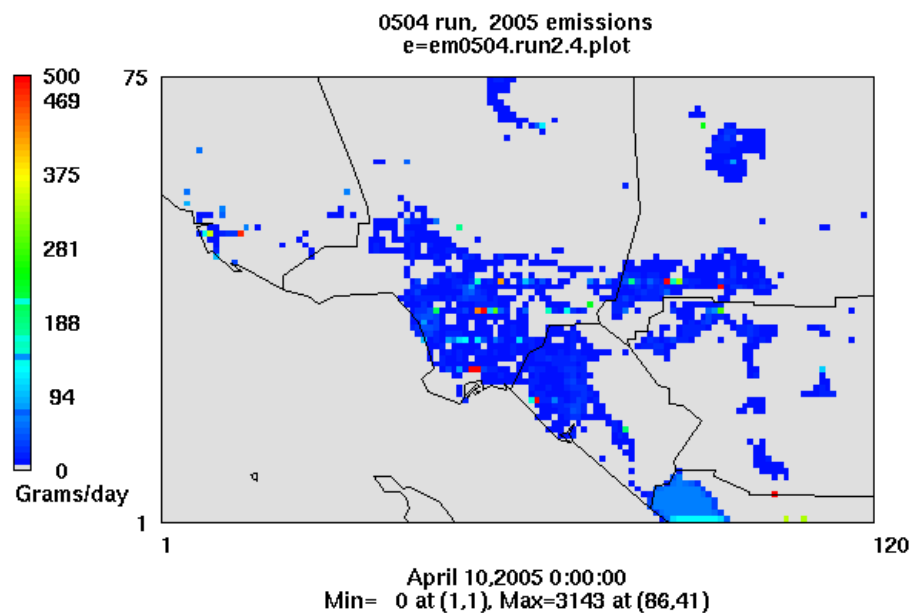 0504 run,  2005 emissions
e=em0504.run2.4.plot
500
469
375
281
188
94
0
Grams/day
75
1
1
120
April 10,2005 0:00:00
Min=  0 at (1,1), Max=3143 at (86,41)